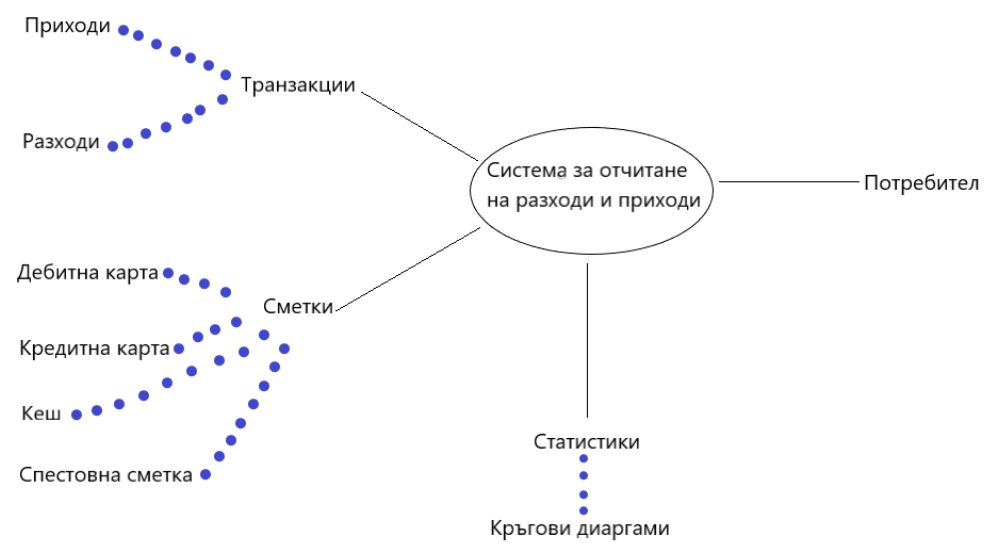 Приходи
Транзакции
Разходи
Система за отчитане
на разходи и приходи
Потребител
Дебитна карта
Сметки
Кредитна карта
Кеш
Спестовна сметка
Статистики
Кръгови диаграми